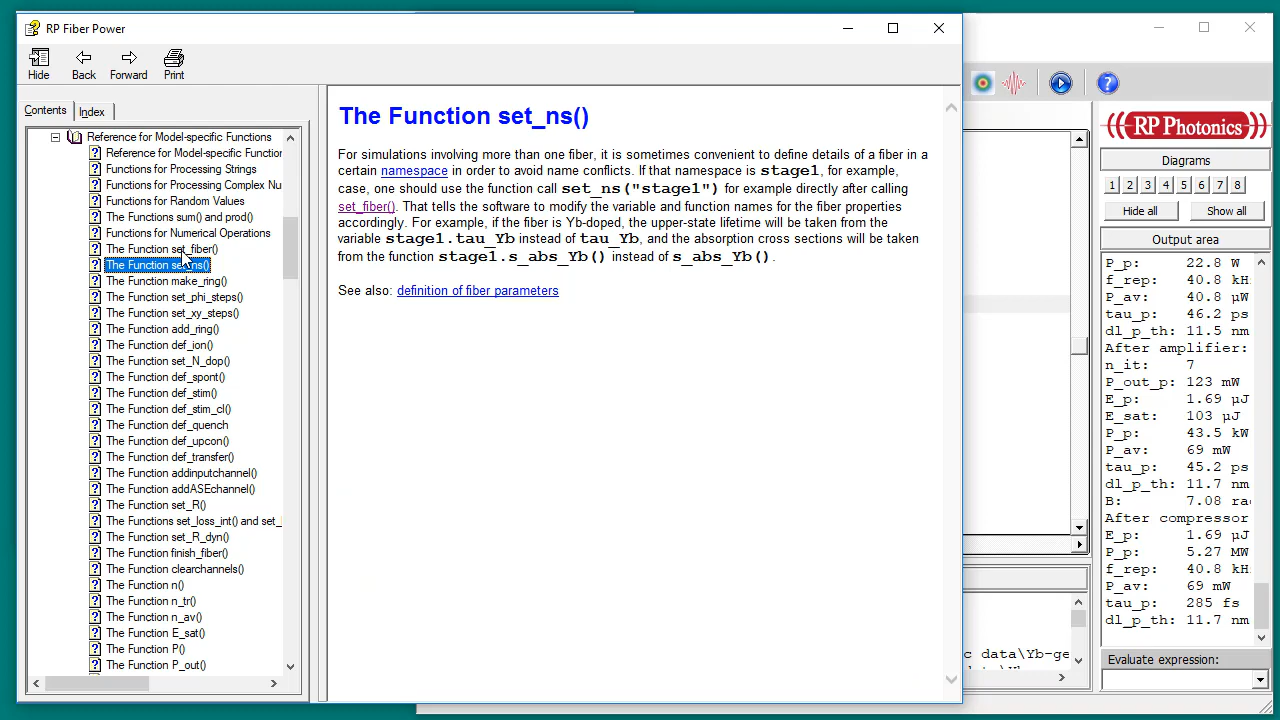 RP Fiber Power
Hide
Back
Forward
Print
Contents
Index
Reference for Model-specific Functions
Reference for Model-specific Function
Functions for Processing Strings
Functions for Processing Complex Nu
Functions for Random Values
The Functions sum() and prod()
Functions for Numerical Operations
The Function set_fiber()
The Function set_ns()
The Function make_ring()
The Function set_phi_steps()
The Function set_xy_steps()
The Function add_ring()
The Function def_ion()
The Function set_N_dop()
The Function def_spont()
The Function def_stim()
The Function def_stim_cl()
The Function def_quench
The Function def_upcon()
The Function def_transfer()
The Function addinputchannel()
The Function addASEchannel()
The Function set_R()
The Functions set_loss_int() and set_
The Function set_R_dyn()
The Function finish_fiber()
The Function clearchannels()
The Function n()
The Function n_tr()
The Function n_av()
The Function E_sat()
The Function P()
The Function P_out()
The Function set_ns()
For simulations involving more than one fiber, it is sometimes convenient to define details of a fiber in a
certain namespace in order to avoid name conflicts. If that namespace is stage1, for example,
case, one should use the function call set_ns("stage1") for example directly after calling
set_fiber(). That tells the software to modify the variable and function names for the fiber properties
accordingly. For example, if the fiber is Yb-doped, the upper-state lifetime will be taken from the
variable stage1.tau_Yb instead of tau_Yb, and the absorption cross sections will be taken
from the function stage1.s_abs_Yb() instead of s_abs_Yb().
See also: definition of fiber parameters
c data\Yb-ge
RP Photonics
Diagrams
1 2 3 4 5 6 7 8
Hide all
Show all
Output area
P_p: 22.8 W
f_rep: 40.8 kH
P_av: 40.8 µW
tau_p: 46.2 ps
dl_p_th: 11.5 nm
After amplifier:
n_it: 7
P_out_p: 123 mW
E_p: 1.69 µJ
E_sat: 103 µJ
P_p: 43.5 kW
P_av: 69 mW
tau_p: 45.2 ps
dl_p_th: 11.7 nm
B: 7.08 ra
After compressor
E_p: 1.69 µJ
P_p: 5.27 MW
f_rep: 40.8 kH
P_av: 69 mW
tau_p: 285 fs
dl_p_th: 11.7 nm
Evaluate expression: